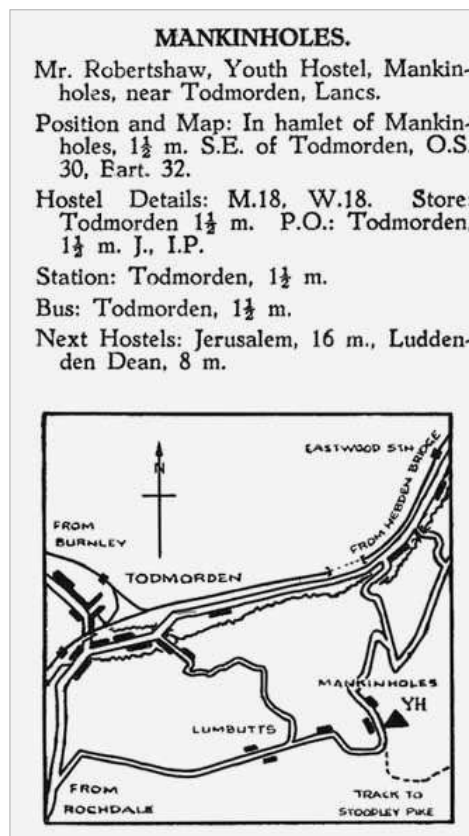 MANKINHOLES.
Mr. Robertshaw, Youth Hostel, Mankin-
holes, near Todmorden, Lancs.
Position and Map: In hamlet of Mankin-
holes, 1½ m. S.E. of Todmorden, O.S.
30, Bart. 32.
Hostel Details: M.18, W.18. Store:
Todmorden 1½ m. P.O.: Todmorden,
1½ m. J., I.P.
Station: Todmorden, 1½ m.
Bus: Todmorden, 1½ m.
Next Hostels: Jerusalem, 16 m., Ludden-
den Dean, 8 m.
EASTWOOD STN
N
FROM HEBDEN BRIDGE
FROM
BURNLEY
TODMORDEN
MANKINHOLES
YH
LUMBUTTS
FROM
ROCHDALE
TRACK TO
STOODLEY PIKE